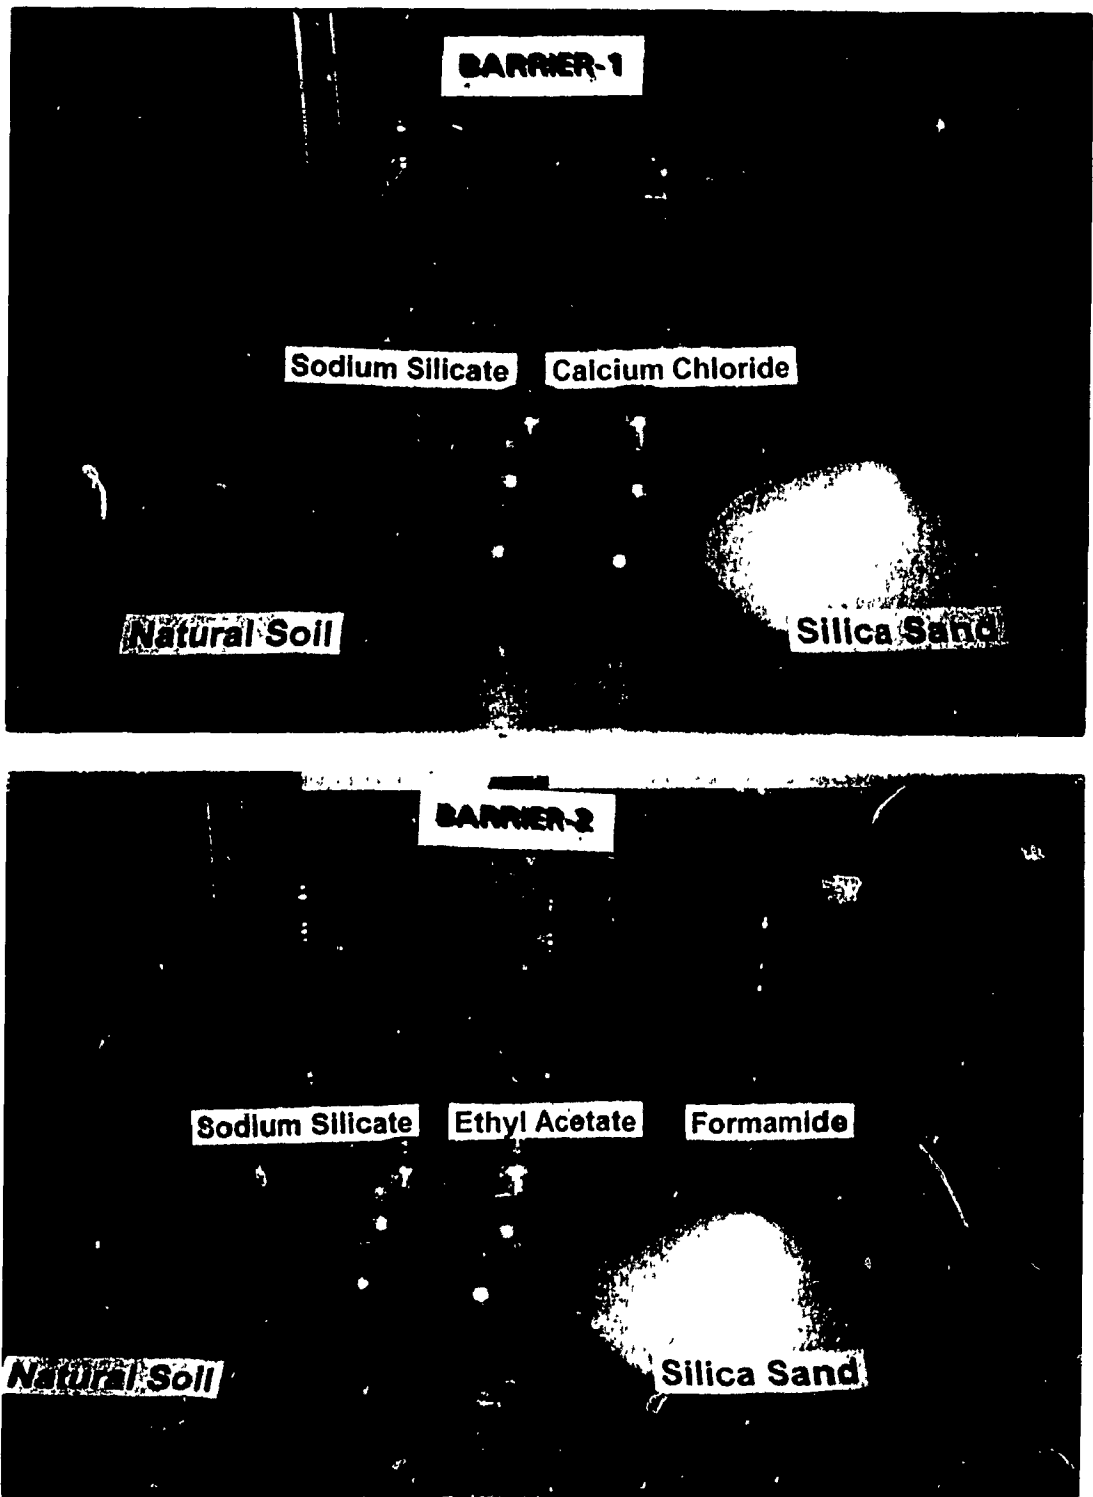 BARRIER-1
Sodium Silicate
Calcium Chloride
Natural Soil
Silica Sand
BARRIER-2
Sodium Silicate
Ethyl Acetate
Formamide
Natural Soil
Silica Sand